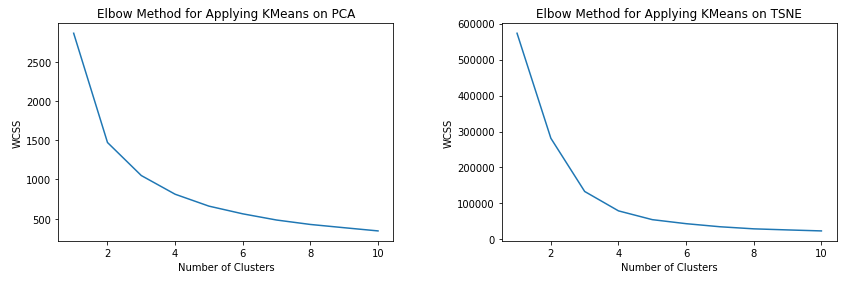 Elbow Method for Applying KMeans on PCA
WCSS
2500
2000
1500
1000
500
2 4 6 8 10
Number of Clusters
Elbow Method for Applying KMeans on TSNE
WCSS
600000
500000
400000
300000
200000
100000
0
2 4 6 8 10
Number of Clusters